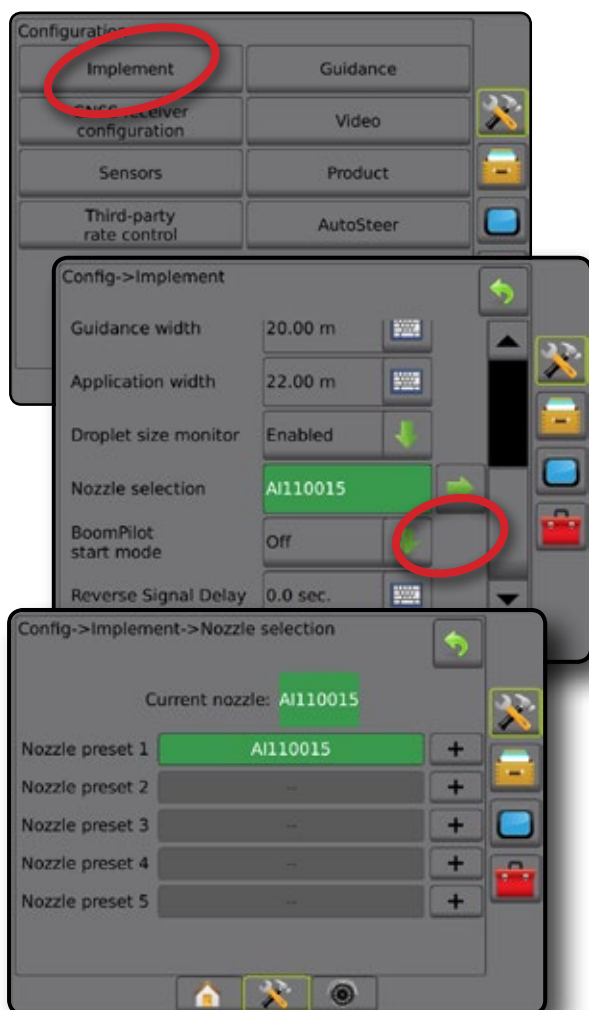 Configuration
Implement
Guidance
GNSS receiver
configuration
Video
Sensors
Product
Third-party
rate control
AutoSteer
Config->Implement
Guidance width
20.00 m
Application width
22.00 m
Droplet size monitor
Enabled
Nozzle selection
AI110015
BoomPilot
start mode
Off
Reverse Signal Delay
0.0 sec.
Config->Implement->Nozzle selection
Current nozzle: AI110015
Nozzle preset 1 AI110015 +
Nozzle preset 2 -- +
Nozzle preset 3 -- +
Nozzle preset 4 -- +
Nozzle preset 5 -- +